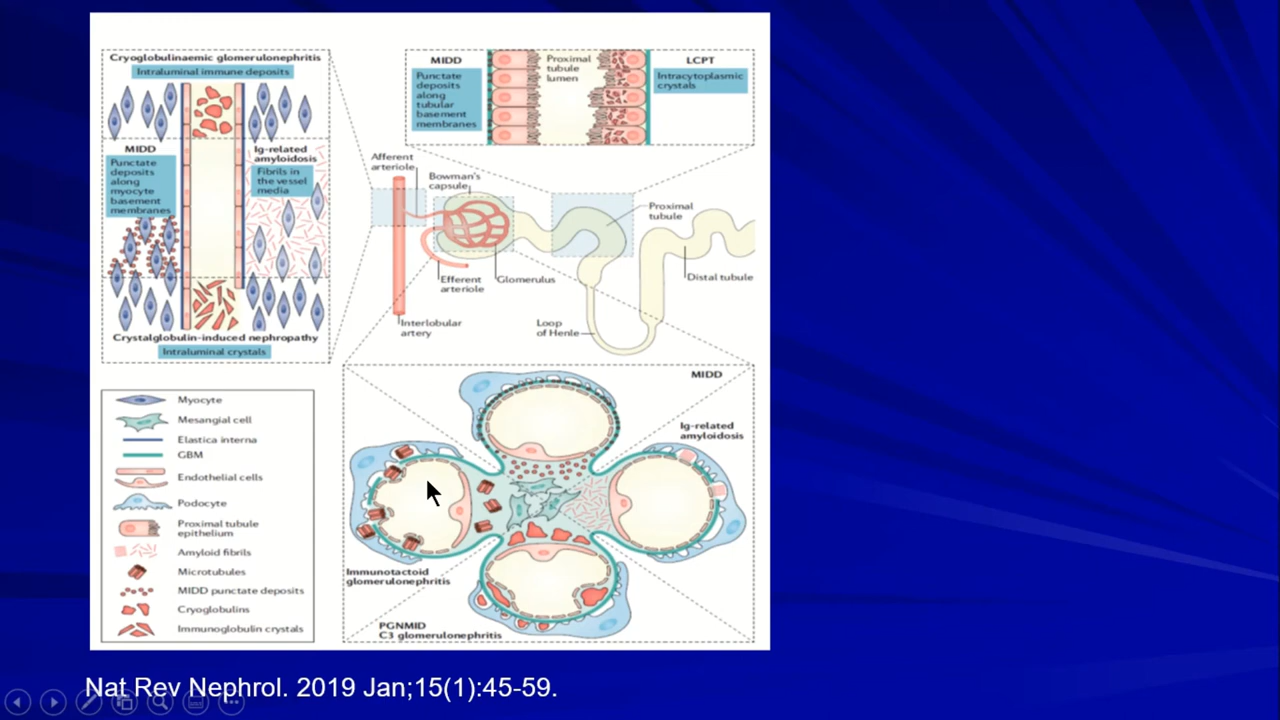 Cryoglobulinaemic glomerulonephritis
Intraluminal immune deposits
MIDD
Punctate
deposits
along
myocyte
basement
membranes
Ig-related
amyloidosis
Fibrils in
the vessel
media
Crystalglobulin-induced nephropathy
Intraluminal crystals
MIDD
Punctate
deposits
along
tubular
basement
membranes
Proximal
tubule
lumen
LCPT
Intracytoplasmic
crystals
Afferent
arteriole
Bowman's
capsule
Proximal
tubule
Efferent
arteriole
Glomerulus
Distal tubule
Interlobular
artery
Loop
of Henle
Myocyte
Mesangial cell
Elastica interna
GBM
Endothelial cells
Podocyte
Proximal tubule
epithelium
Amyloid fibrils
Microtubules
MIDD punctate deposits
Cryoglobulins
Immunoglobulin crystals
MIDD
Ig-related
amyloidosis
Immunotactoid
glomerulonephritis
PGNMID
C3 glomerulonephritis
Nat Rev Nephrol. 2019 Jan;15(1):45-59.